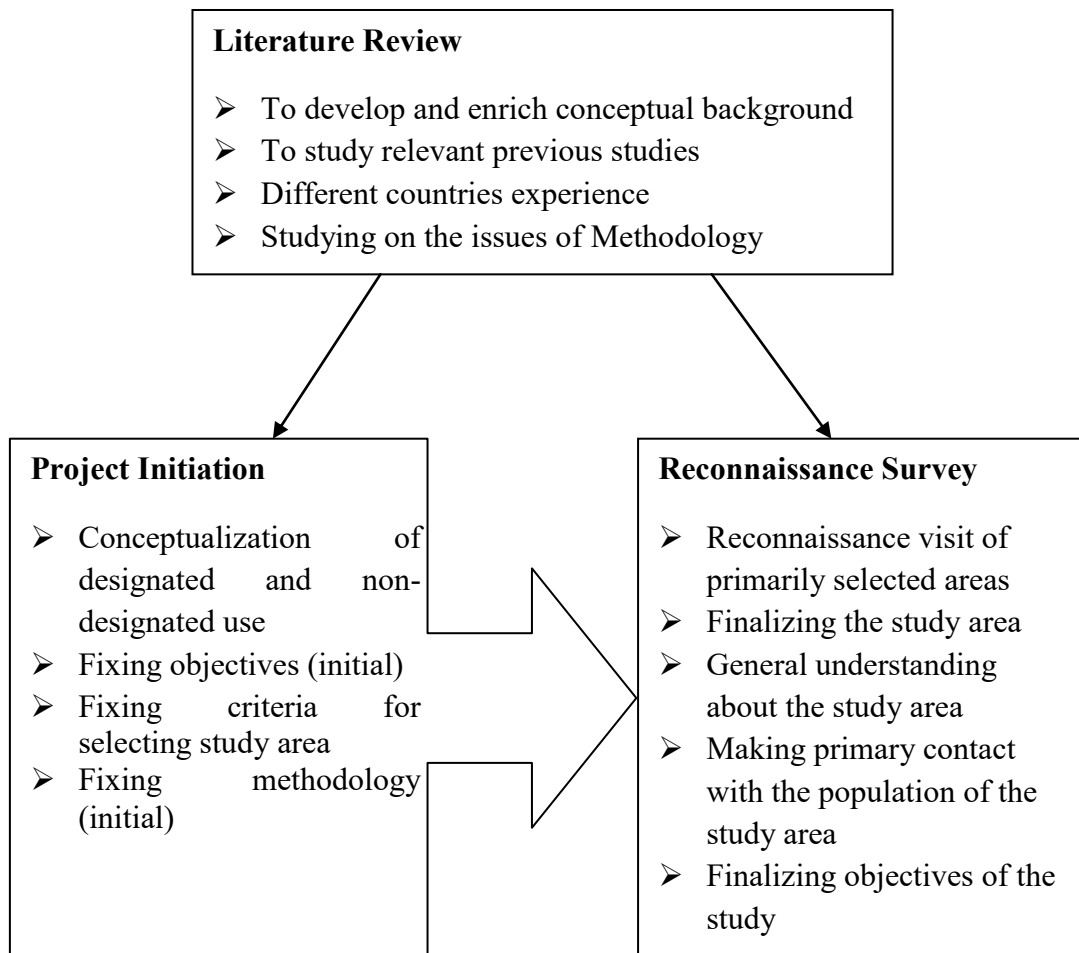 Literature Review
➢ To develop and enrich conceptual background
➢ To study relevant previous studies
➢ Different countries experience
➢ Studying on the issues of Methodology
Project Initiation
➢ Conceptualization of
designated and non-
designated use
➢ Fixing objectives (initial)
➢ Fixing criteria for
selecting study area
➢ Fixing methodology
(initial)
Reconnaissance Survey
➢ Reconnaissance visit of
primarily selected areas
➢ Finalizing the study area
➢ General understanding
about the study area
➢ Making primary contact
with the population of the
study area
➢ Finalizing objectives of the
study